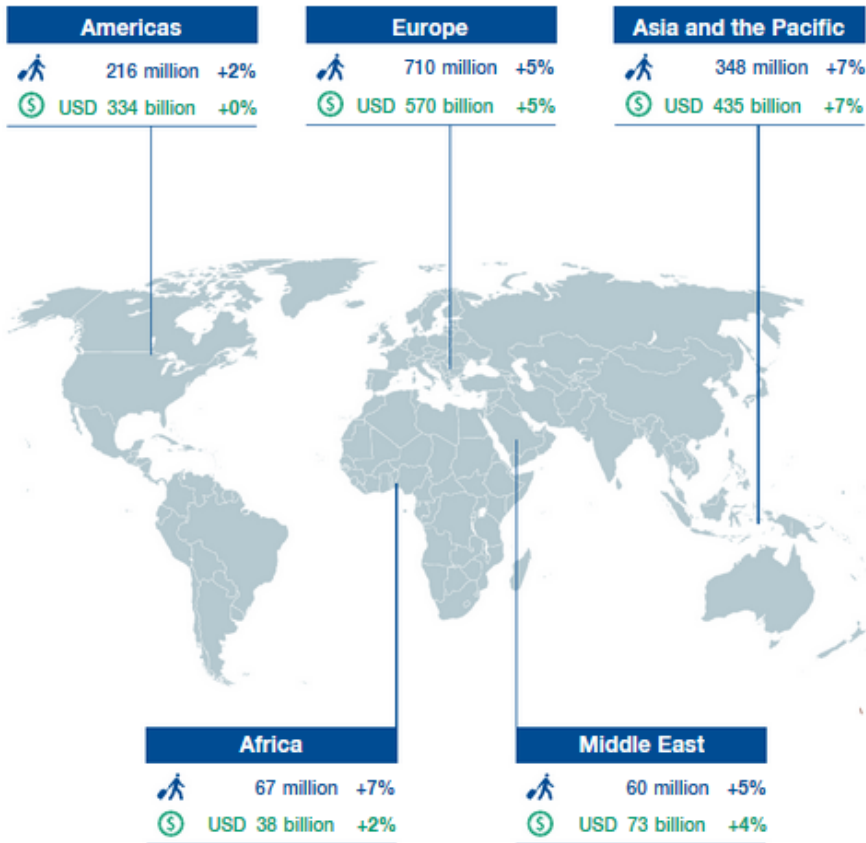 Americas
216 million +2%
USD 334 billion +0%
Europe
710 million +5%
USD 570 billion +5%
Asia and the Pacific
348 million +7%
USD 435 billion +7%
Africa
67 million +7%
USD 38 billion +2%
Middle East
60 million +5%
USD 73 billion +4%